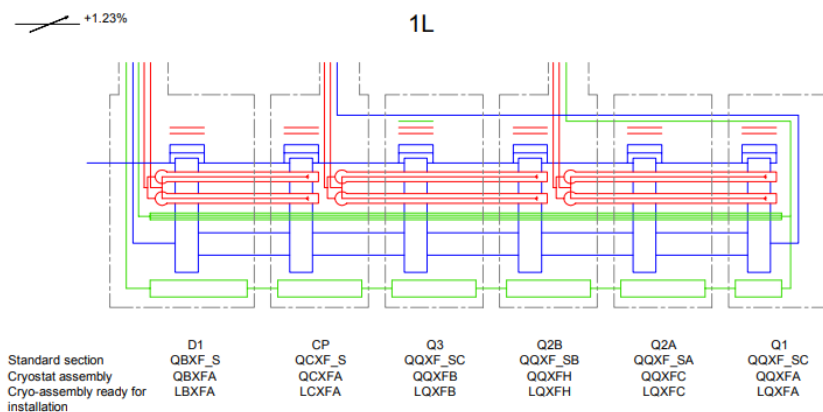 +1.23%
1L
D1 CP Q3 Q2B Q2A Q1
Standard section QBXF_S QCXF_S QQXF_SC QQXF_SB QQXF_SA QQXF_SC
Cryostat assembly QBXFA QCXFA QQXFB QQXFH QQXFC QQXFA
Cryo-assembly ready for LBXFA LCXFA LQXFB LQXFH LQXFC LQXFA
installation